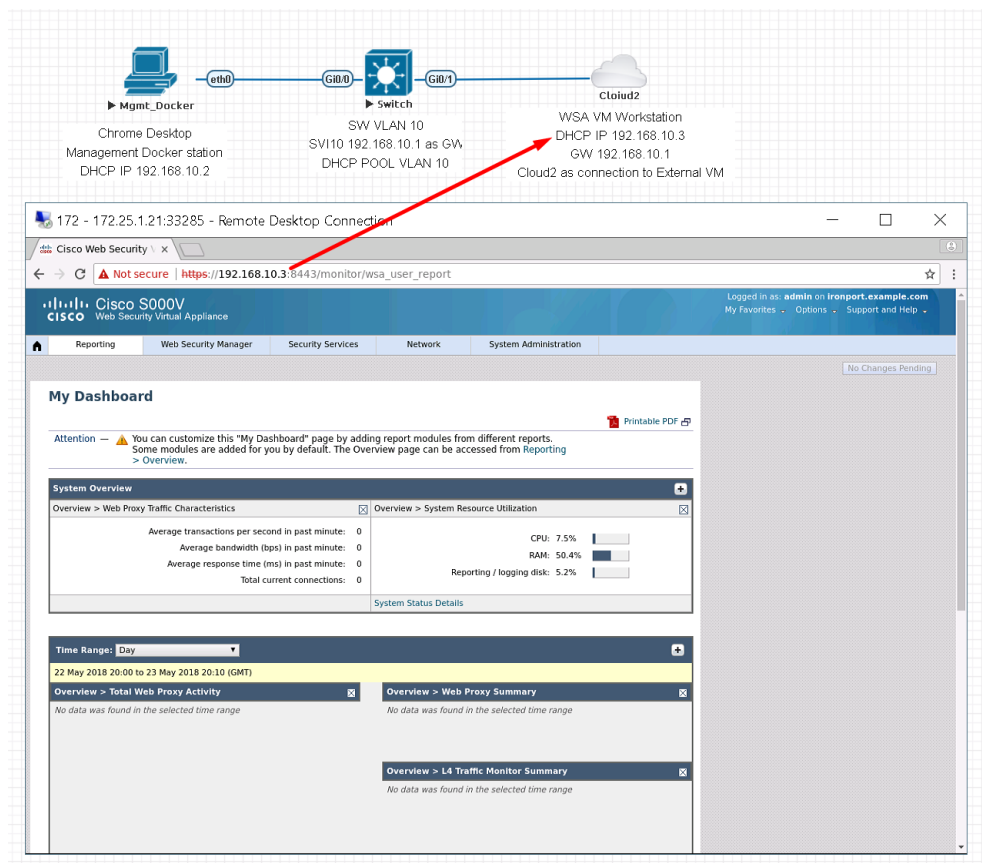 eth0
Gi0/0
Gi0/1
Mgmt_Docker
Switch
Cloiud2
Chrome Desktop
Management Docker station
DHCP IP 192.168.10.2
SW VLAN 10
SVI10 192.168.10.1 as GW
DHCP POOL VLAN 10
WSA VM Workstation
DHCP IP 192.168.10.3
GW 192.168.10.1
Cloud2 as connection to External VM
172 - 172.25.1.21:33285 - Remote Desktop Connection
Cisco Web Security V
Not secure | https://192.168.10.3:8443/monitor/wsa_user_report
cisco
Cisco S000V
Web Security Virtual Appliance
Logged in as: admin on ironport.example.com
My Favorites Options Support and Help
Reporting Web Security Manager Security Services Network System Administration
No Changes Pending
My Dashboard
Printable PDF
Attention — You can customize this "My Dashboard" page by adding report modules from different reports.
Some modules are added for you by default. The Overview page can be accessed from Reporting
> Overview.
System Overview
Overview > Web Proxy Traffic Characteristics
Average transactions per second in past minute: 0
Average bandwidth (bps) in past minute: 0
Average response time (ms) in past minute: 0
Total current connections: 0
Overview > System Resource Utilization
CPU: 7.5%
RAM: 50.4%
Reporting / logging disk: 5.2%
System Status Details
Time Range: Day
22 May 2018 20:00 to 23 May 2018 20:10 (GMT)
Overview > Total Web Proxy Activity
No data was found in the selected time range
Overview > Web Proxy Summary
No data was found in the selected time range
Overview > L4 Traffic Monitor Summary
No data was found in the selected time range